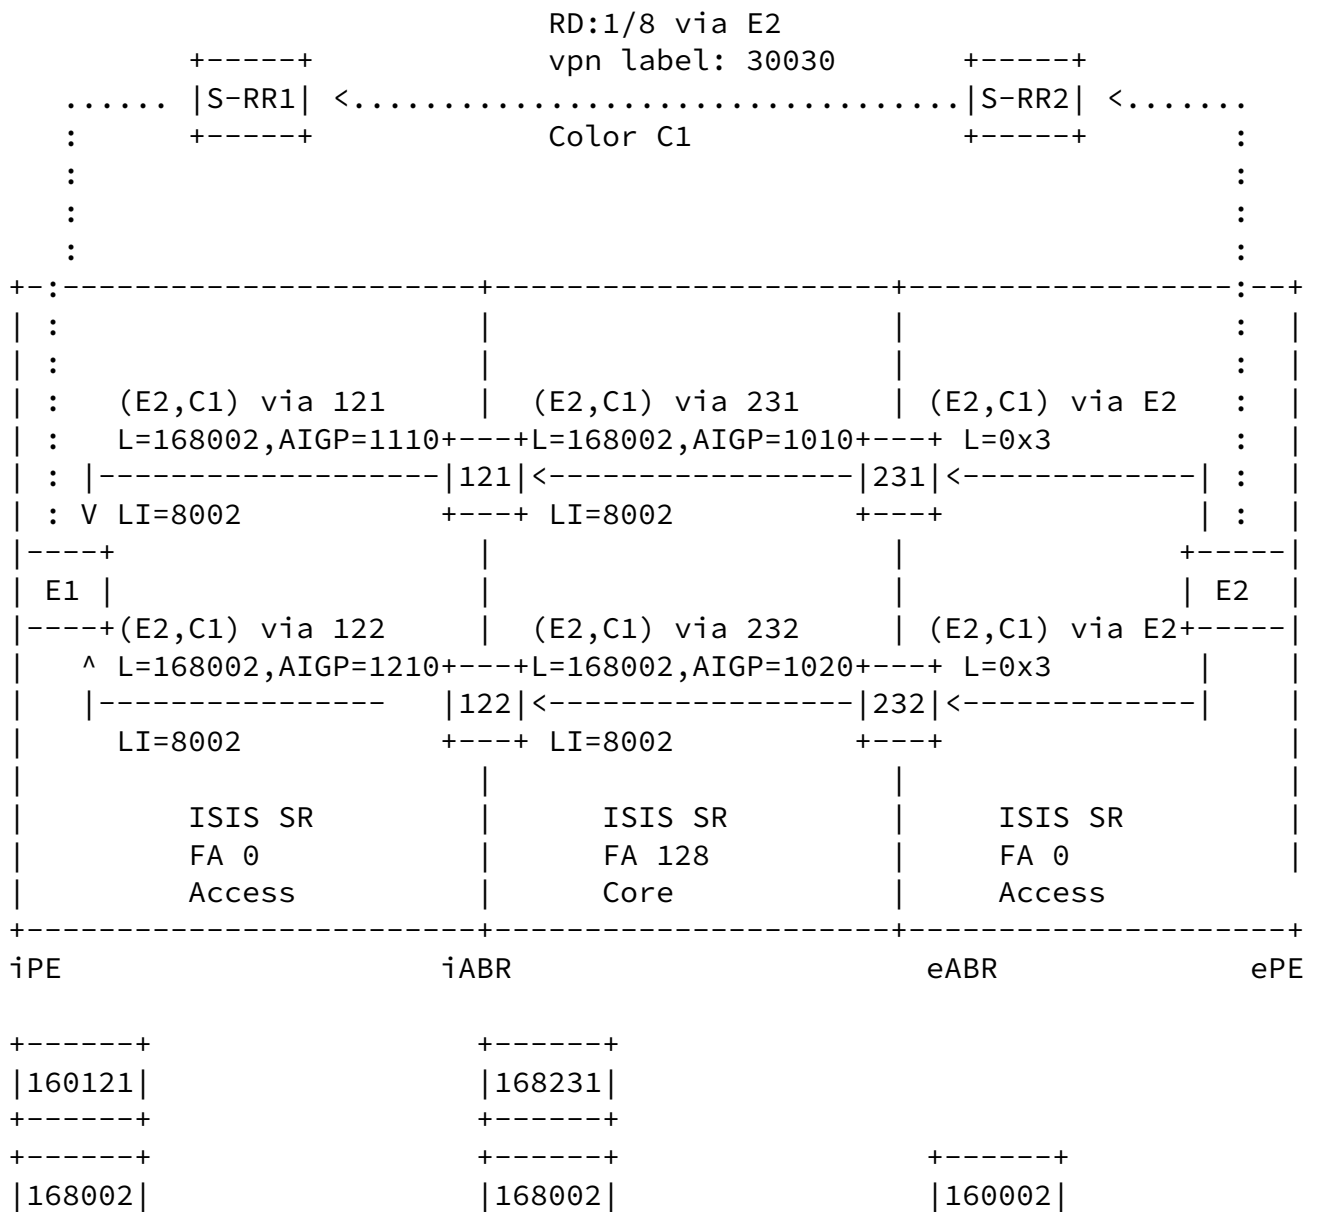 RD:1/8 via E2
          +-----+             vpn label: 30030       +-----+
   ...... |S-RR1| <..................................|S-RR2| <.......
   :      +-----+             Color C1               +-----+        :
   :                                                                :
   :                                                                :
   :                                                                :
+-:-----------------------+----------------------+------------------:--+
| :                       |                      |                  :  |
| :                       |                      |                  :  |
| :   (E2,C1) via 121     |  (E2,C1) via 231     | (E2,C1) via E2   :  |
| :   L=168002,AIGP=1110+---+L=168002,AIGP=1010+---+ L=0x3          :  |
| : |-------------------|121|<-----------------|231|<-------------| :  |
| : V LI=8002           +---+ LI=8002          +---+              | :  |
|----+                    |                      |               +-----|
| E1 |                    |                      |               | E2  |
|----+(E2,C1) via 122     |  (E2,C1) via 232     | (E2,C1) via E2+-----|
|   ^ L=168002,AIGP=1210+---+L=168002,AIGP=1020+---+ L=0x3        |    |
|   |----------------   |122|<-----------------|232|<-------------|    |
|     LI=8002           +---+ LI=8002          +---+                   |
|                         |                      |                     |
|         ISIS SR         |      ISIS SR         |     ISIS SR         |
|         FA 0            |      FA 128          |     FA 0            |
|         Access          |      Core            |     Access
+-------------------------+----------------------+---------------------+
iPE                     iABR                       eABR              ePE

+------+                  +------+
|160121|                  |168231|
+------+                  +------+
+------+                  +------+                 +------+
|168002|                  |168002|                 |160002|